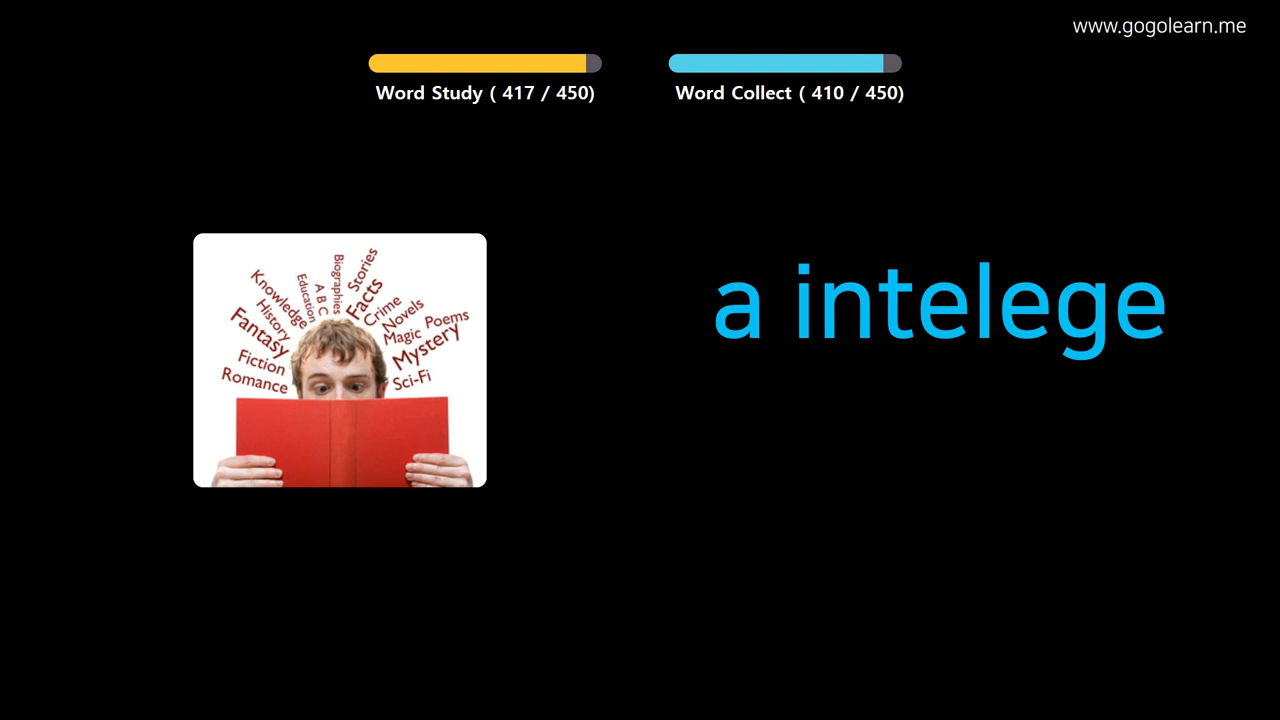 www.gogolearn.me
Word Study ( 417 / 450)
Word Collect ( 410 / 450)
a intelege
Knowledge
History
Fantasy
Fiction
Romance
Education
A B C
Biographies
Stories
Facts
Crime
Novels
Magic
Poems
Mystery
Sci-Fi